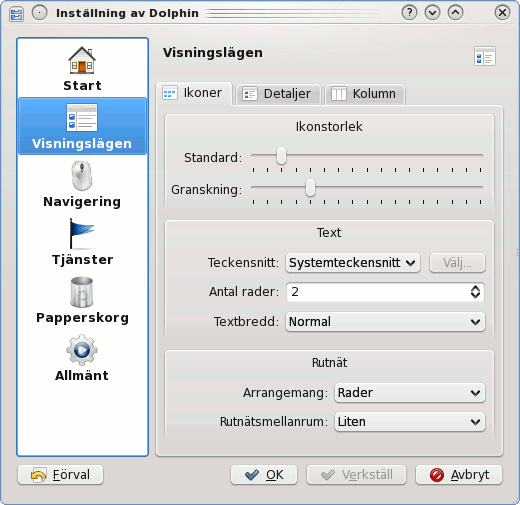 Inställning av Dolphin
Start
Visningslägen
Navigering
Tjänster
Papperskorg
Allmänt
Visningslägen
Ikoner
Detaljer
Kolumn
Ikonstorlek
Standard:
Granskning:
Text
Teckensnitt: Systemteckensnitt Välj...
Antal rader: 2
Textbredd: Normal
Rutnät
Arrangemang: Rader
Rutnätsmellanrum: Liten
Förval OK Verkställ Avbryt